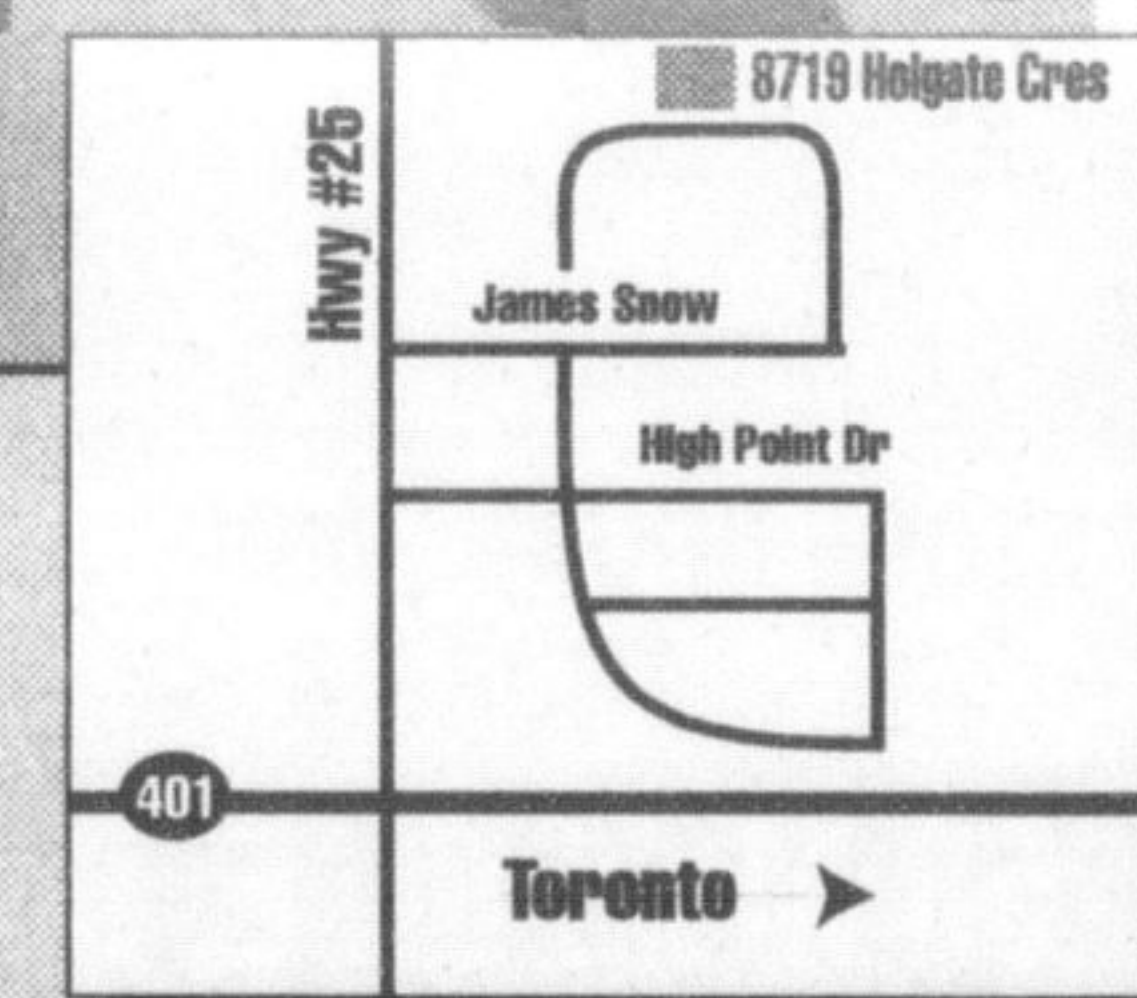 8719 Holgate Cres
Hwy #25
James Snow
High Point Dr
401
Toronto